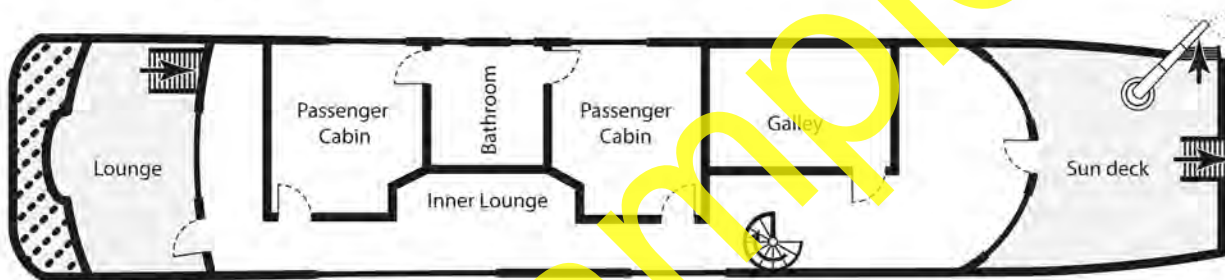 Passenger
Cabin
Bathroom
Passenger
Cabin
Galley
Lounge
Inner Lounge
Sun deck